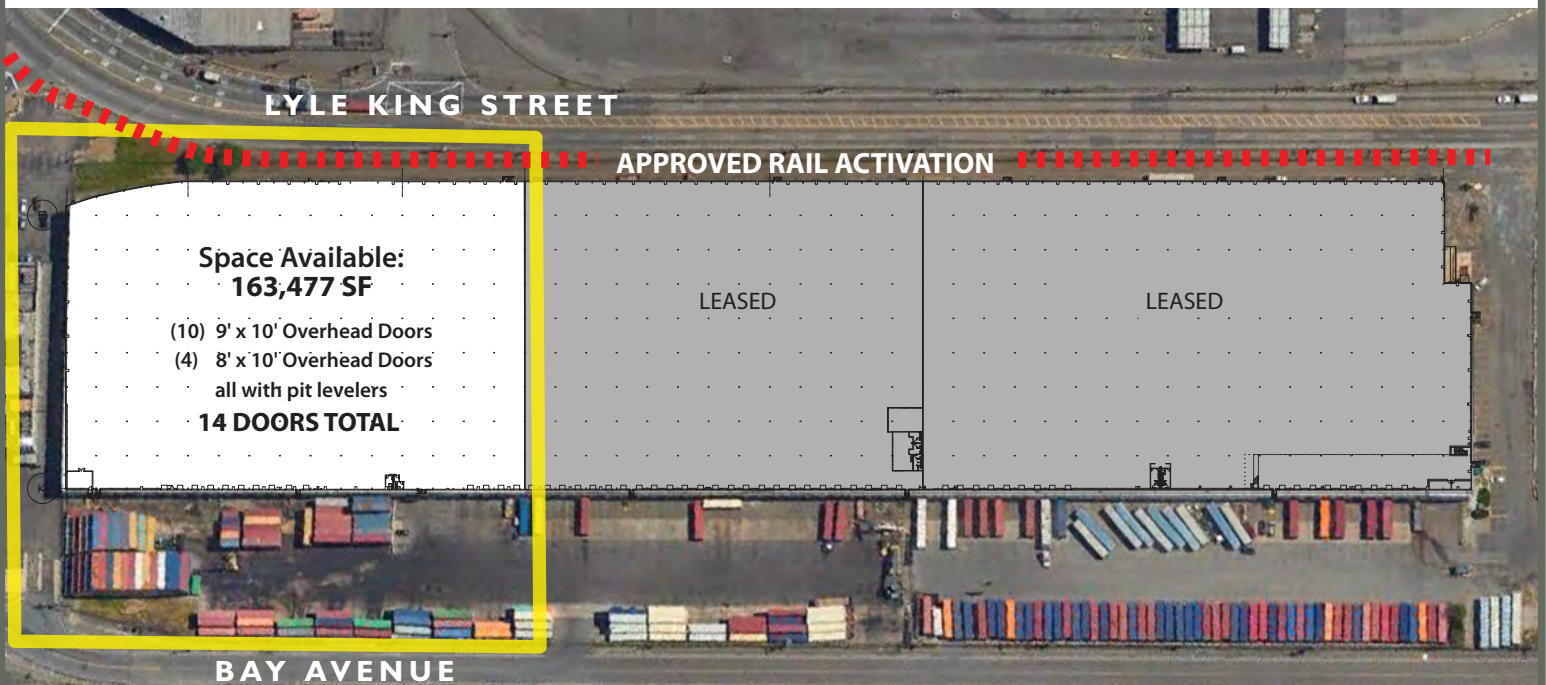 LYLE KING STREET
APPROVED RAIL ACTIVATION
Space Available:
163,477 SF
(10) 9' x 10' Overhead Doors
(4) 8' x 10' Overhead Doors
all with pit levelers
14 DOORS TOTAL
LEASED
LEASED
BAY AVENUE